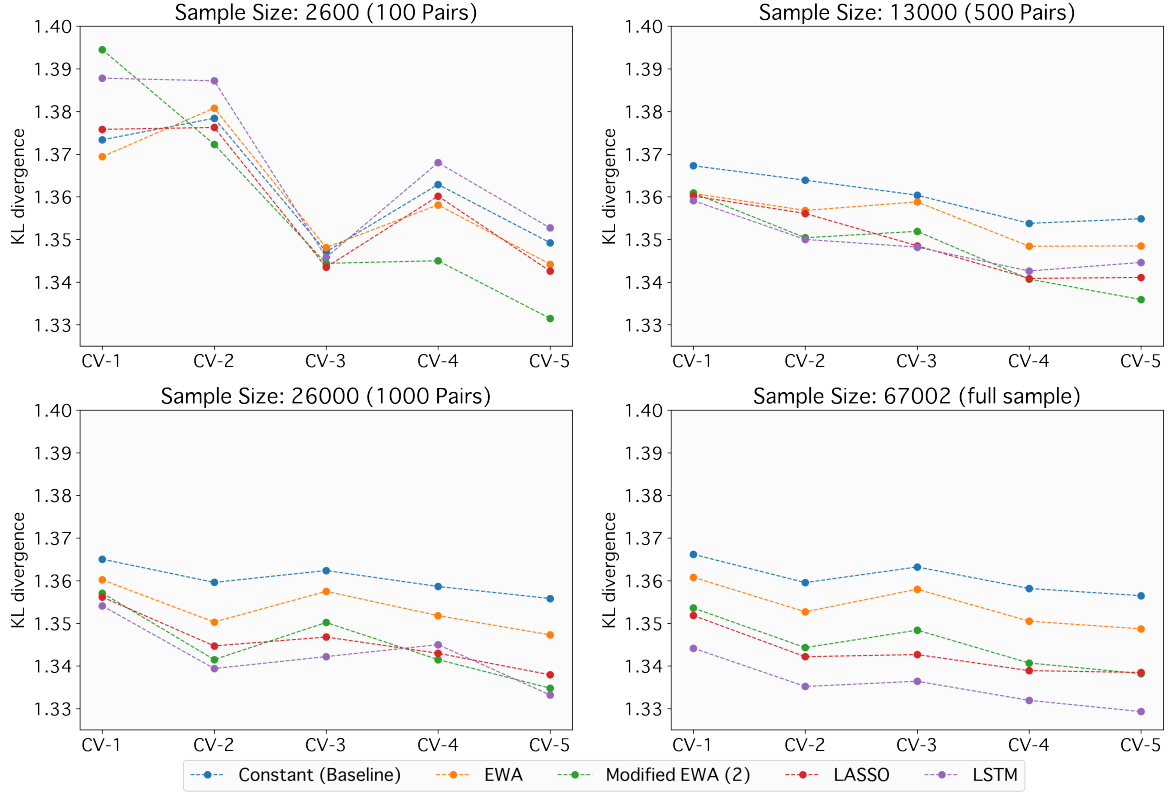 Sample Size: 2600 (100 Pairs)
KL divergence
1.40
1.39
1.38
1.37
1.36
1.35
1.34
1.33
CV-1 CV-2 CV-3 CV-4 CV-5
Sample Size: 13000 (500 Pairs)
KL divergence
1.40
1.39
1.38
1.37
1.36
1.35
1.34
1.33
CV-1 CV-2 CV-3 CV-4 CV-5
Sample Size: 26000 (1000 Pairs)
KL divergence
1.40
1.39
1.38
1.37
1.36
1.35
1.34
1.33
CV-1 CV-2 CV-3 CV-4 CV-5
Sample Size: 67002 (full sample)
KL divergence
1.40
1.39
1.38
1.37
1.36
1.35
1.34
1.33
CV-1 CV-2 CV-3 CV-4 CV-5
Constant (Baseline) EWA Modified EWA (2) LASSO LSTM